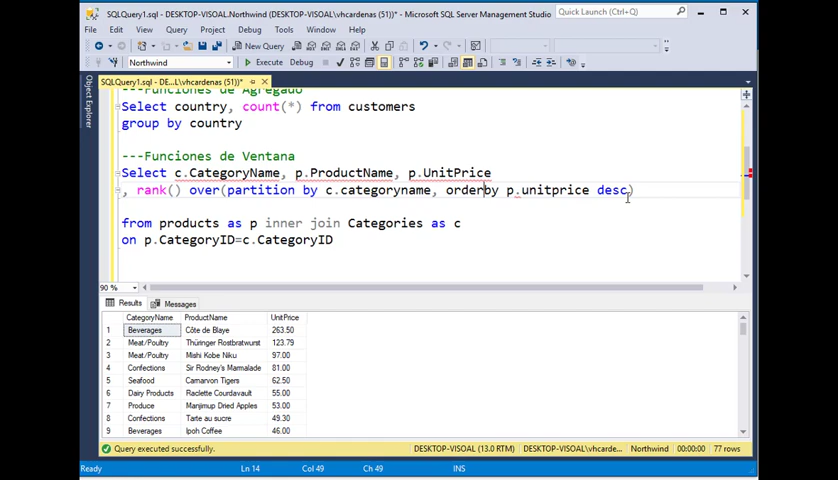 SQLQuery1.sql - DESKTOP-VISOAL.Northwind (DESKTOP-VISOAL\vhcardenas (51))* - Microsoft SQL Server Management Studio
Quick Launch (Ctrl+Q)
File Edit View Query Project Debug Tools Window Help
New Query
Northwind Execute Debug
SQLQuery1.sql - DESKTOP-VISOAL...L\vhcardenas (51))*
Object Explorer
---Funciones de Agregado
Select country, count(*) from customers
group by country
---Funciones de Ventana
Select c.CategoryName, p.ProductName, p.UnitPrice
, rank() over(partition by c.categoryname, orderby p.unitprice desc)
from products as p inner join Categories as c
on p.CategoryID=c.CategoryID
90 %
Results Messages
CategoryName ProductName UnitPrice
1 Beverages Côte de Blaye 263.50
2 Meat/Poultry Thüringer Rostbratwurst 123.79
3 Meat/Poultry Mishi Kobe Niku 97.00
4 Confections Sir Rodney's Marmalade 81.00
5 Seafood Carnarvon Tigers 62.50
6 Dairy Products Raclette Courdavault 55.00
7 Produce Manjimup Dried Apples 53.00
8 Confections Tarte au sucre 49.30
9 Beverages Ipoh Coffee 46.00
Query executed successfully. DESKTOP-VISOAL (13.0 RTM) DESKTOP-VISOAL\vhcardena... Northwind 00:00:00 77 rows
Ready Ln 14 Col 49 Ch 49 INS